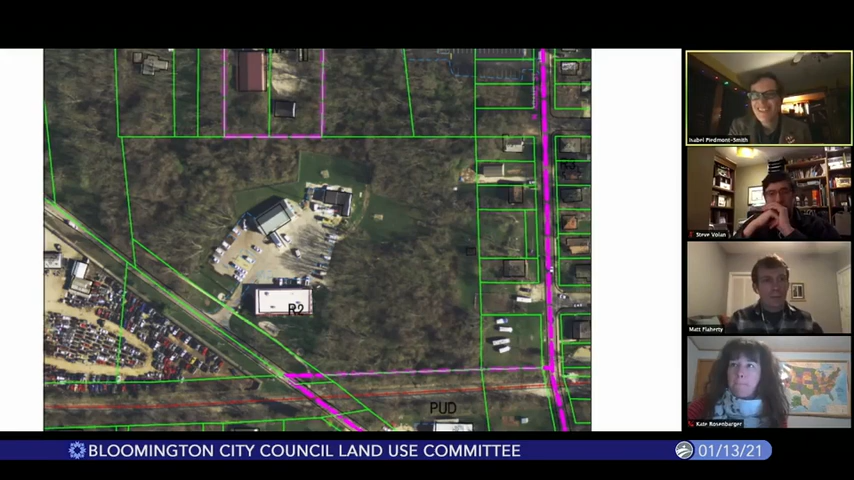 Isabel Piedmont-Smith
Steve Volan
R2
Matt Flaherty
PUD
Kate Rosenbarger
BLOOMINGTON CITY COUNCIL LAND USE COMMITTEE
01/13/21